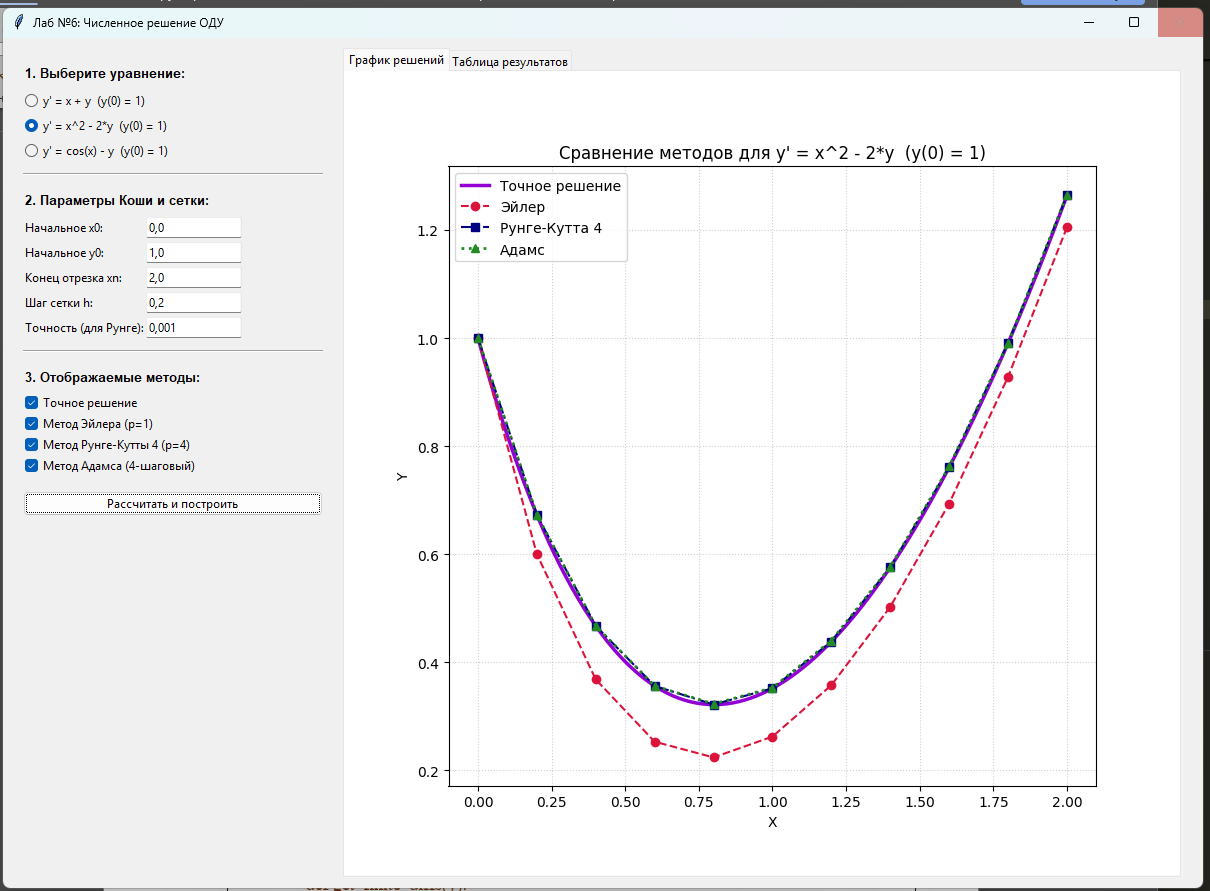 Лаб №6: Численное решение ОДУ
1. Выберите уравнение:
y' = x + y (y(0) = 1)
y' = x^2 - 2*y (y(0) = 1)
y' = cos(x) - y (y(0) = 1)
2. Параметры Коши и сетки:
Начальное x0: 0,0
Начальное y0: 1,0
Конец отрезка xn: 2,0
Шаг сетки h: 0,2
Точность (для Рунге): 0,001
3. Отображаемые методы:
Точное решение
Метод Эйлера (p=1)
Метод Рунге-Кутты 4 (p=4)
Метод Адамса (4-шаговый)
Рассчитать и построить
График решений Таблица результатов
Сравнение методов для y' = x^2 - 2*y (y(0) = 1)
Точное решение
Эйлер
Рунге-Кутта 4
Адамс
1.2
1.0
0.8
0.6
0.4
0.2
Y
0.00 0.25 0.50 0.75 1.00 1.25 1.50 1.75 2.00
X